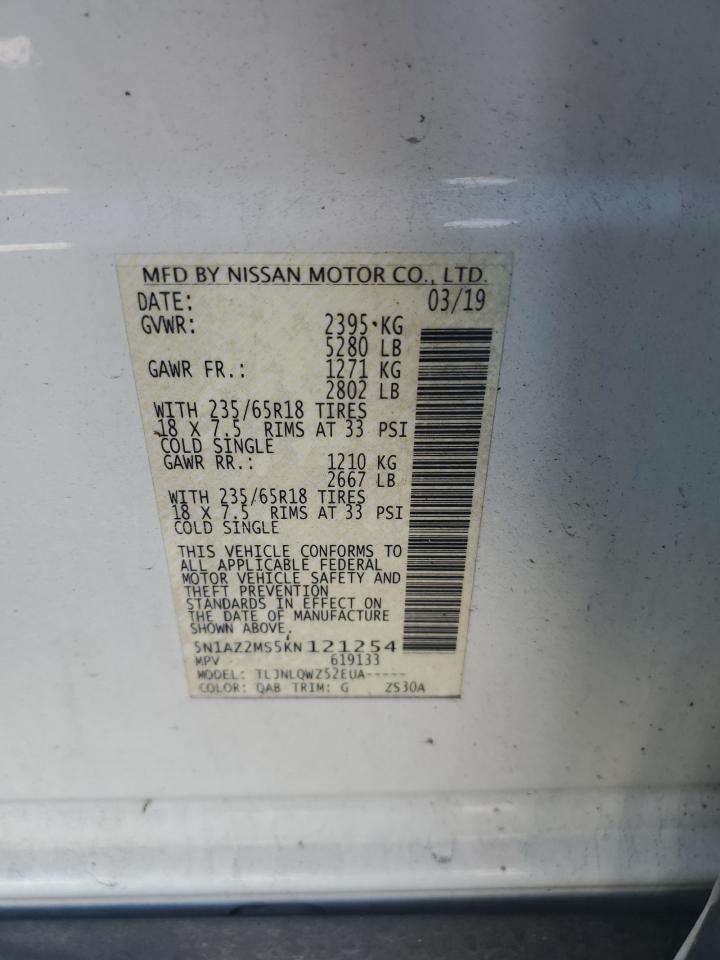 MFD BY NISSAN MOTOR CO., LTD.
DATE: 03/19
GVWR: 2395 KG
5280 LB
GAWR FR.: 1271 KG
2802 LB
WITH 235/65R18 TIRES
18 X 7.5 RIMS AT 33 PSI
COLD SINGLE
GAWR RR.: 1210 KG
2667 LB
WITH 235/65R18 TIRES
18 X 7.5 RIMS AT 33 PSI
COLD SINGLE
THIS VEHICLE CONFORMS TO
ALL APPLICABLE FEDERAL
MOTOR VEHICLE SAFETY AND
THEFT PREVENTION
STANDARDS IN EFFECT ON
THE DATE OF MANUFACTURE
SHOWN ABOVE.
5N1AZ2MS5KN121254
MPV 619133
MODEL: TLJNLQWZ52EUA-----
COLOR: QAB TRIM: G ZS30A